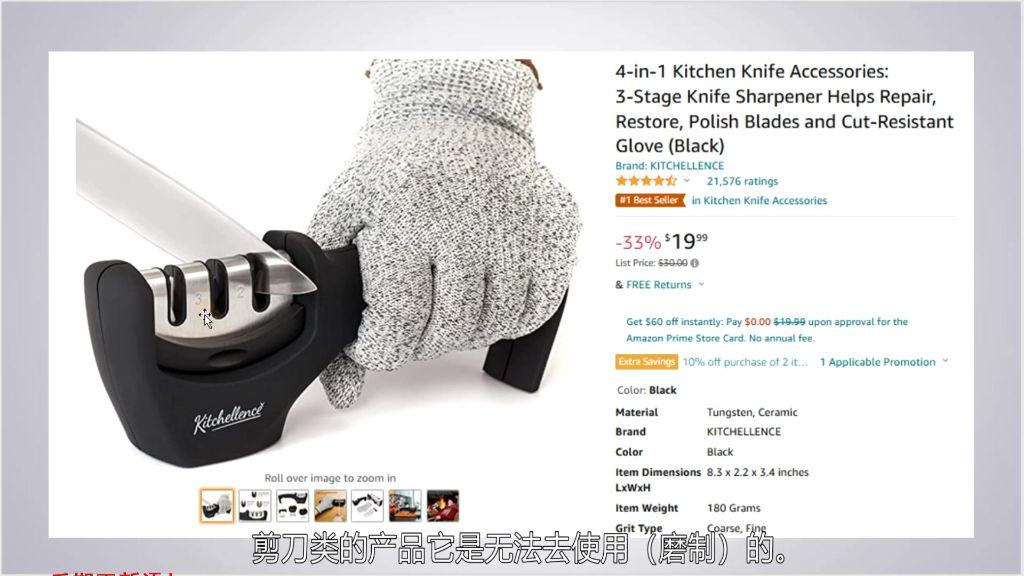 4-in-1 Kitchen Knife Accessories:
3-Stage Knife Sharpener Helps Repair,
Restore, Polish Blades and Cut-Resistant
Glove (Black)
Brand: KITCHELLENCE
21,576 ratings
#1 Best Seller in Kitchen Knife Accessories
-33% $19 99
List Price: $30.00
& FREE Returns
Get $60 off instantly: Pay $0.00 $19.99 upon approval for the
Amazon Prime Store Card. No annual fee.
Extra Savings 10% off purchase of 2 it... 1 Applicable Promotion
Color: Black
Material Tungsten, Ceramic
Brand KITCHELLENCE
Color Black
Item Dimensions 8.3 x 2.2 x 3.4 inches
LxWxH
Item Weight 180 Grams
Grit Type Coarse, Fine
3 2
Kitchellence
Roll over image to zoom in
剪刀类的产品它是无法去使用（磨制）的。